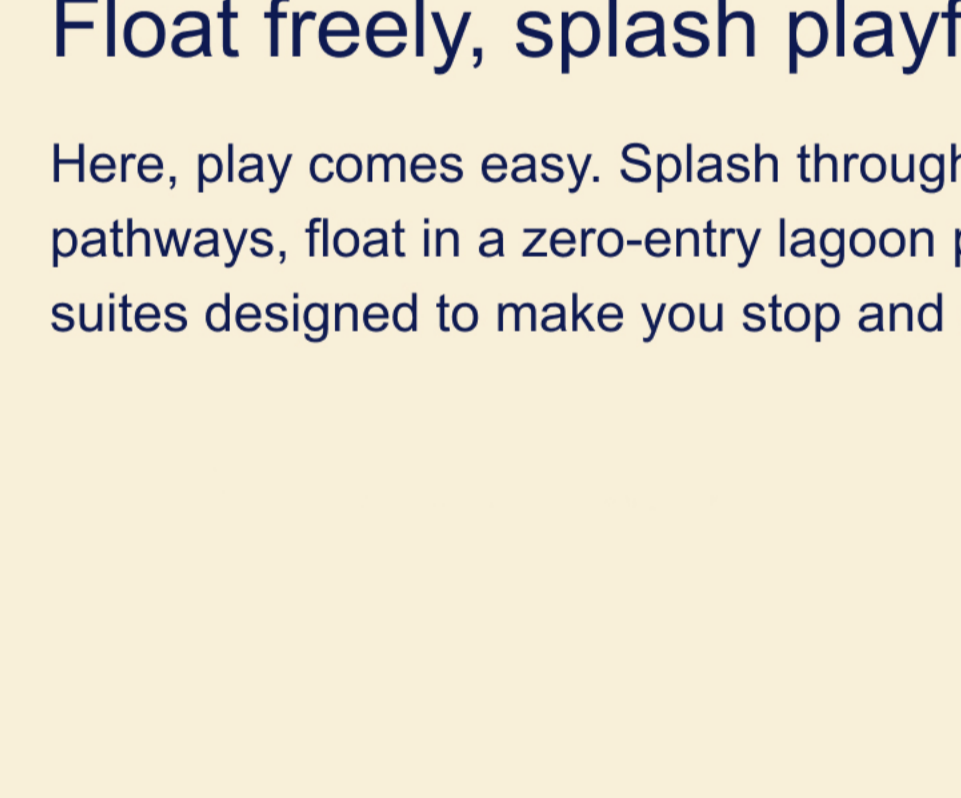 Float freely, splash playf
Here, play comes easy. Splash through
pathways, float in a zero-entry lagoon p
suites designed to make you stop and